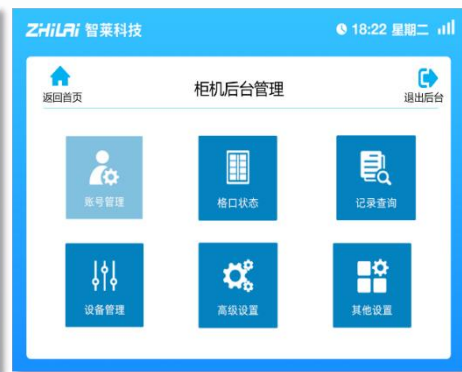 ZHiLAi 智莱科技 18:22 星期二
返回首页 柜机后台管理 退出后台
账号管理 格口状态 记录查询
设备管理 高级设置 其他设置